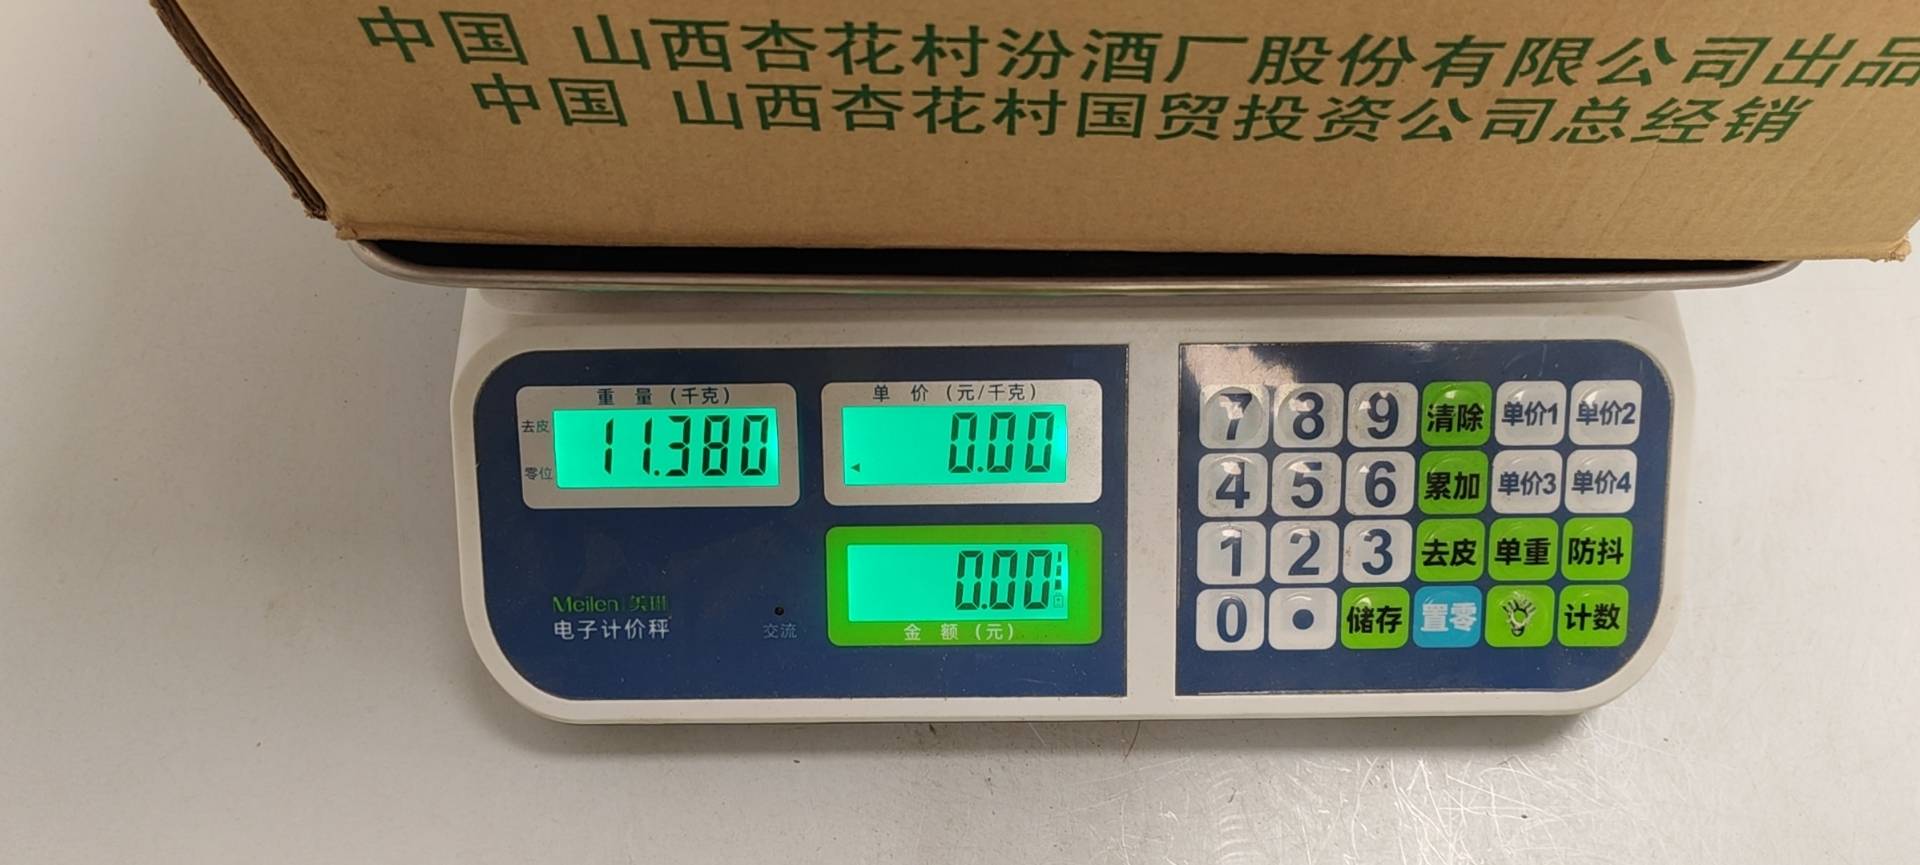 中国 山西杏花村汾酒厂股份有限公司出品
中国 山西杏花村国贸投资公司总经销
重 量 (千克)
去皮
零位
11.380
单 价 (元/千克)
0.00
0.00
金 额 (元)
Meilen 美琳
电子计价秤
交流
7 8 9 清除 单价1 单价2
4 5 6 累加 单价3 单价4
1 2 3 去皮 单重 防抖
0 • 储存 置零 计数